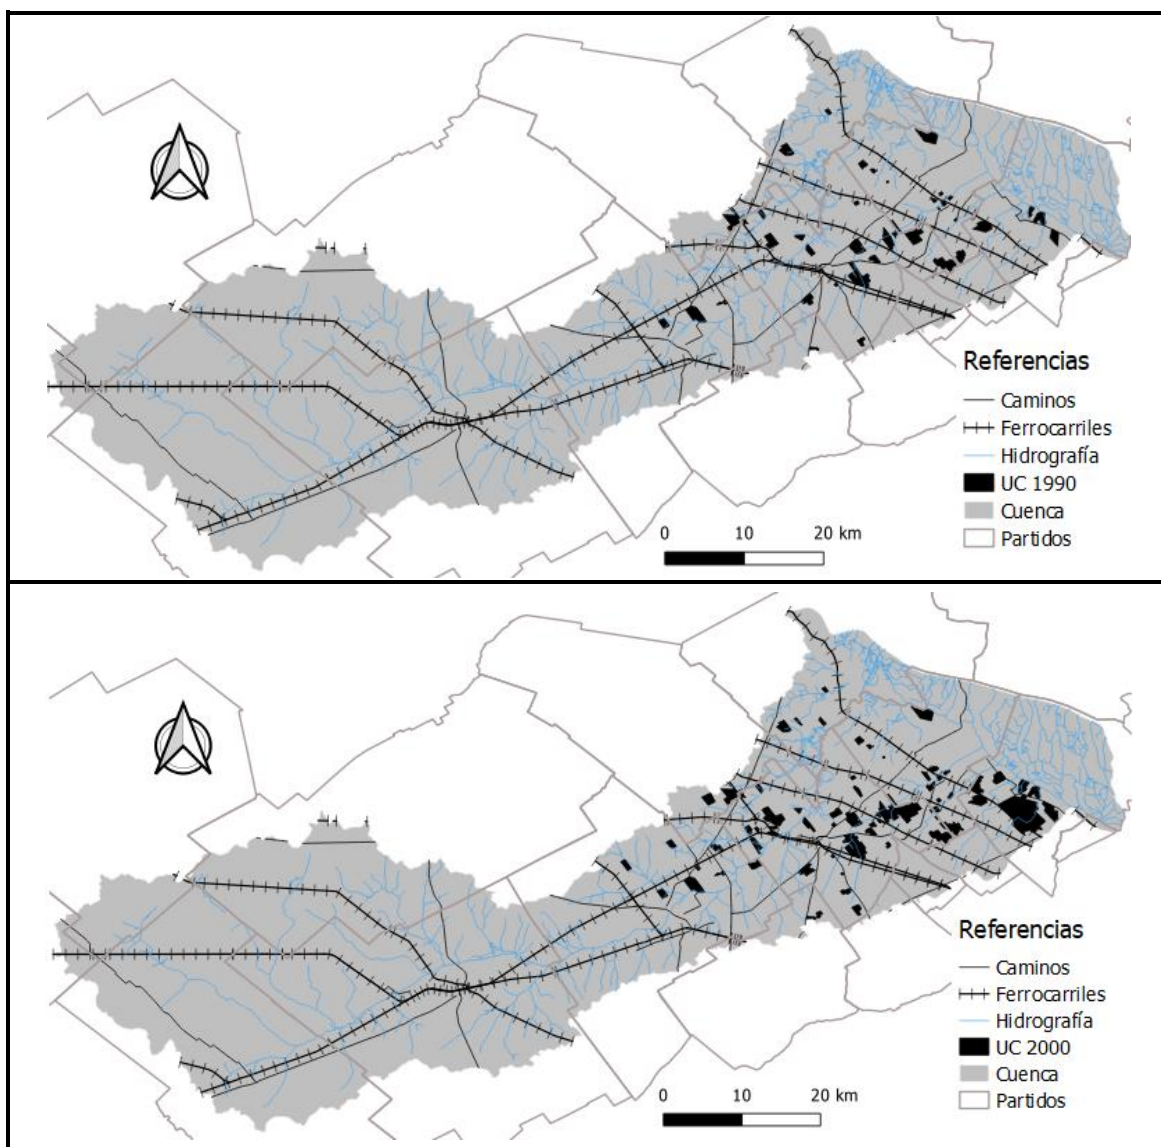 Referencias
Caminos
Ferrocarriles
Hidrografía
UC 1990
Cuenca
Partidos
0 10 20 km
Referencias
Caminos
Ferrocarriles
Hidrografía
UC 2000
Cuenca
Partidos
0 10 20 km